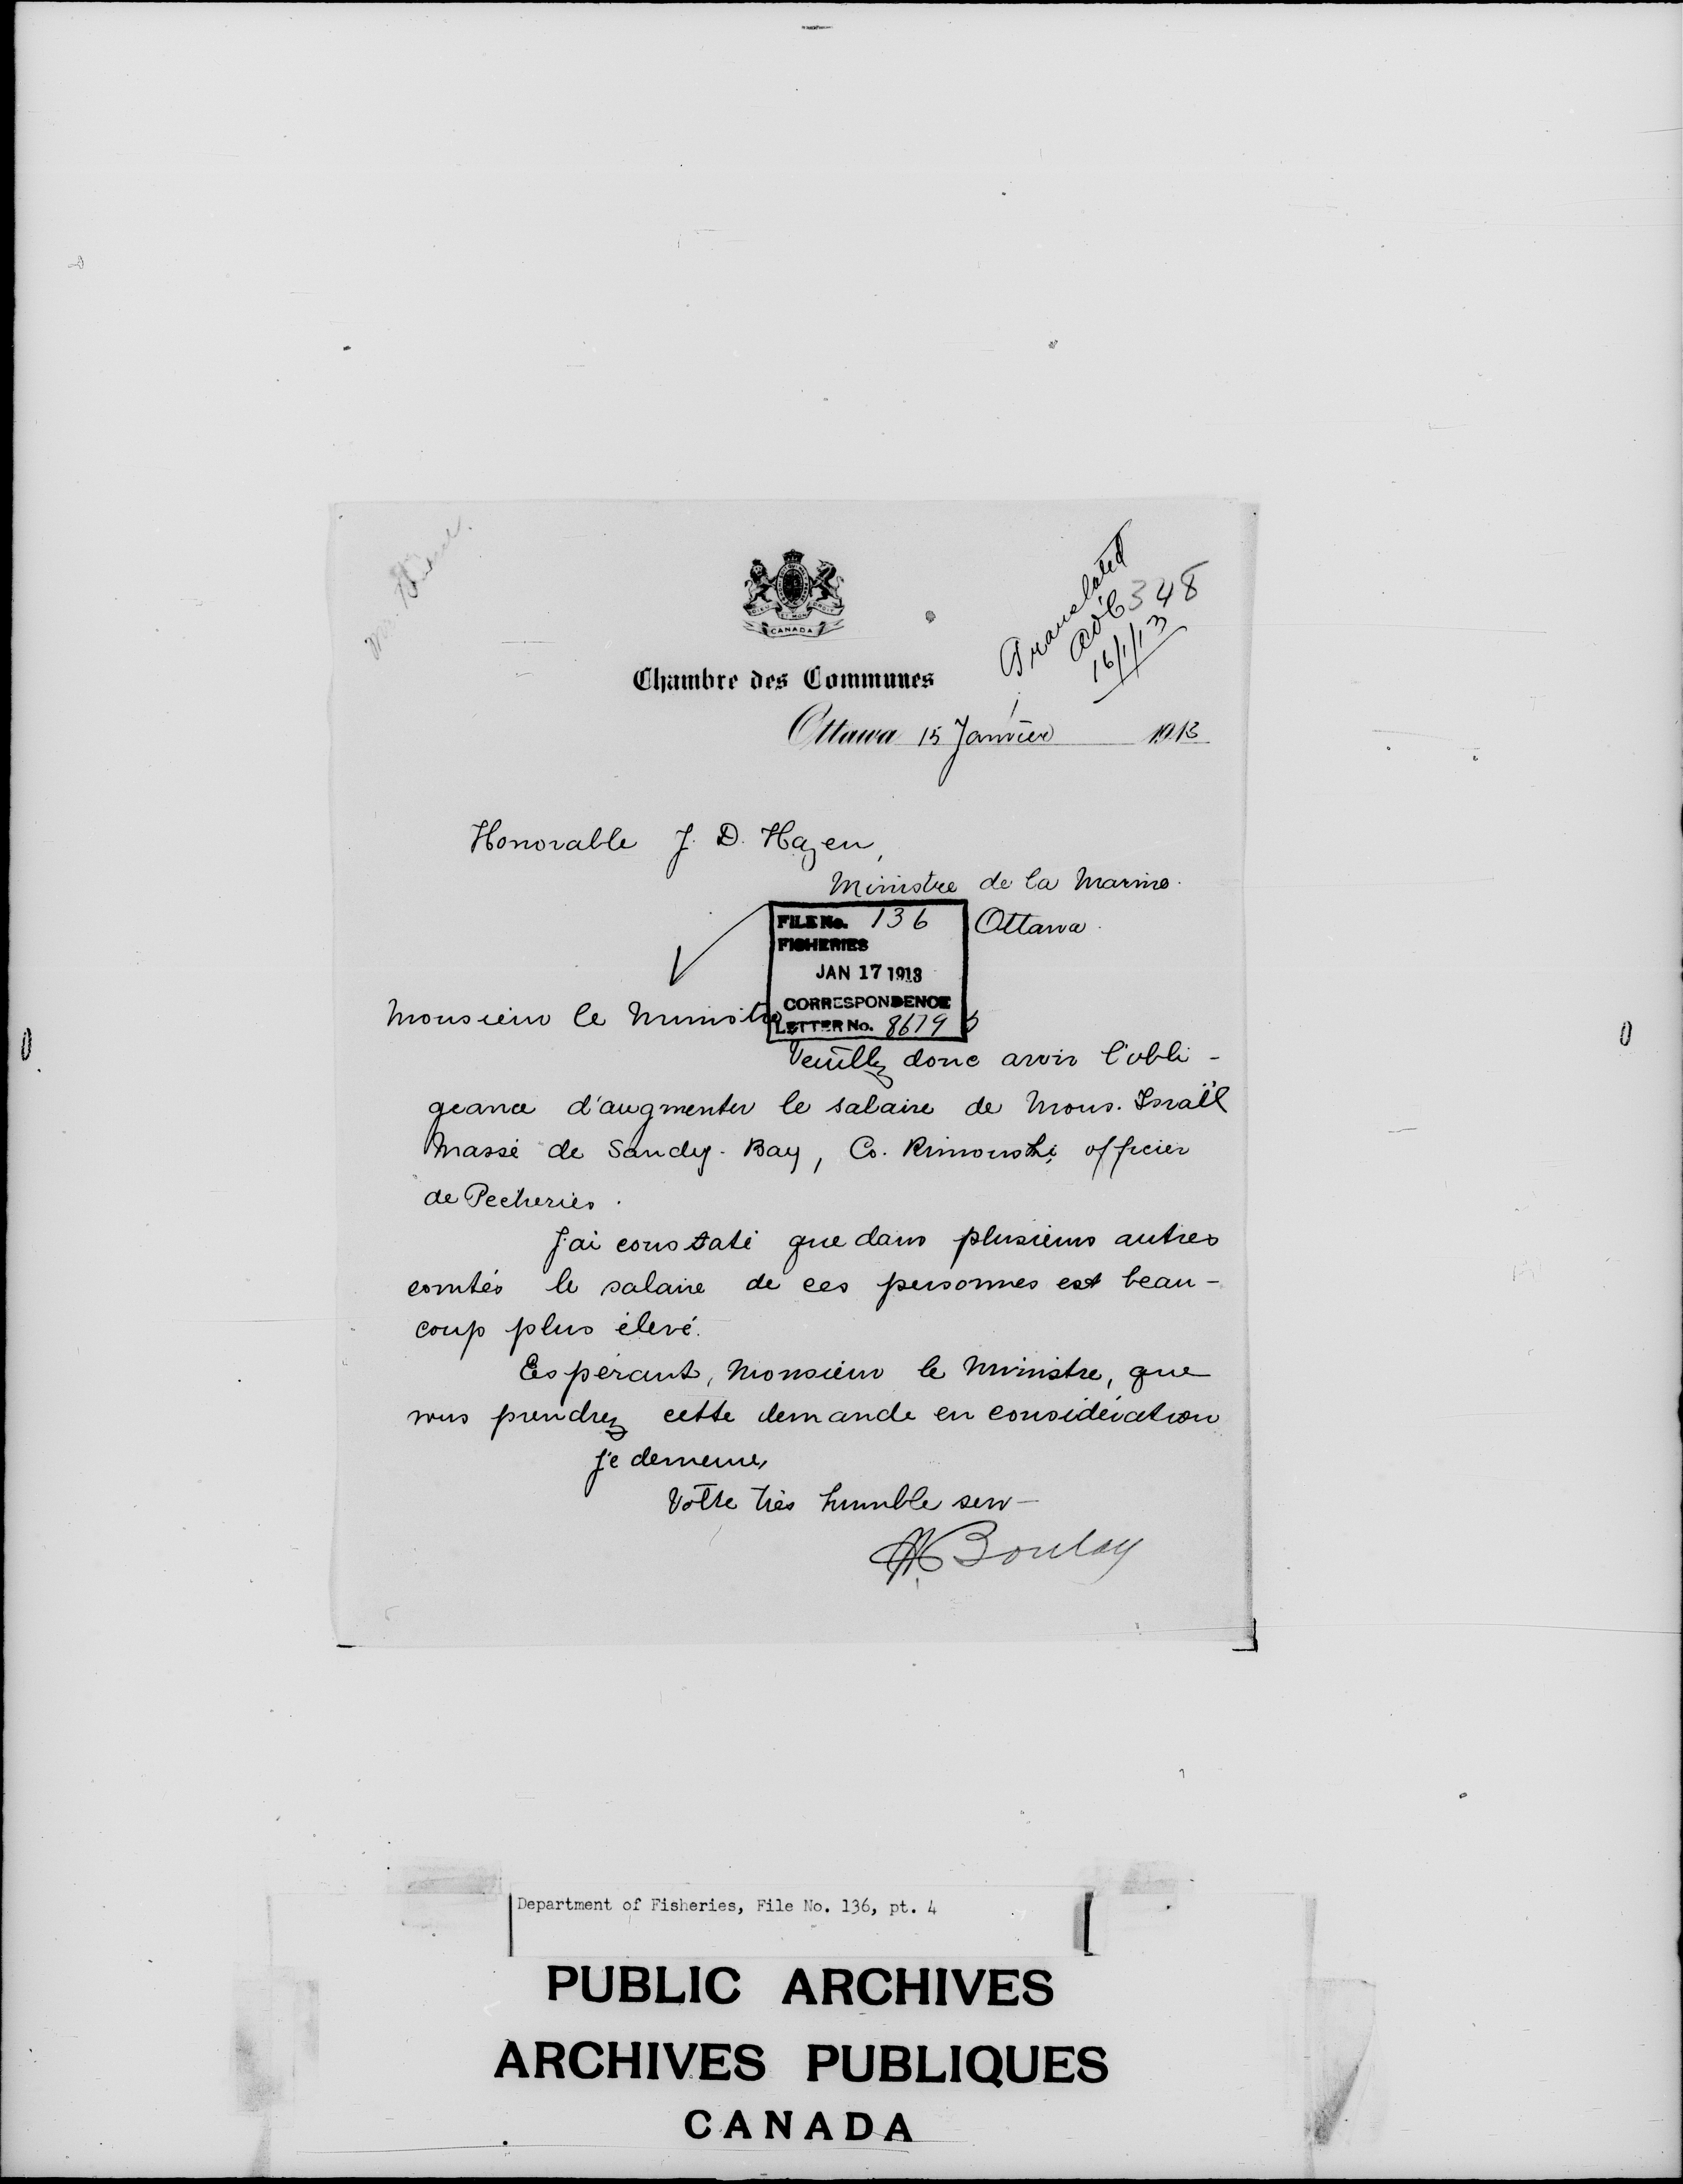 Translated
348
16/1/13
CANADA
Chambre des Communes
Ottawa 15 Janvier 1913
Honorable J. D. Hazen,
Ministre de la Marine.
Ottawa.
FILE No. 136
FISHERIES
JAN 17 1913
CORRESPONDENCE
LETTER No. 8679
Monsieur le Ministre
Veuillez donc avoir l'obli-
geance d'augmenter le salaire de Mons. Israël
Massé de Sandy-Bay, Co. Rimouski officier
de Pecheries.
J'ai constaté que dans plusieurs autres
comtés le salaire de ces personnes est beau-
coup plus élevé.
Espérant, Monsieur le Ministre, que
vous prendrez cette demande en considération
je demeure,
Votre très humble serv-
H. Boulay
Department of Fisheries, File No. 136, pt. 4
PUBLIC ARCHIVES
ARCHIVES PUBLIQUES
CANADA